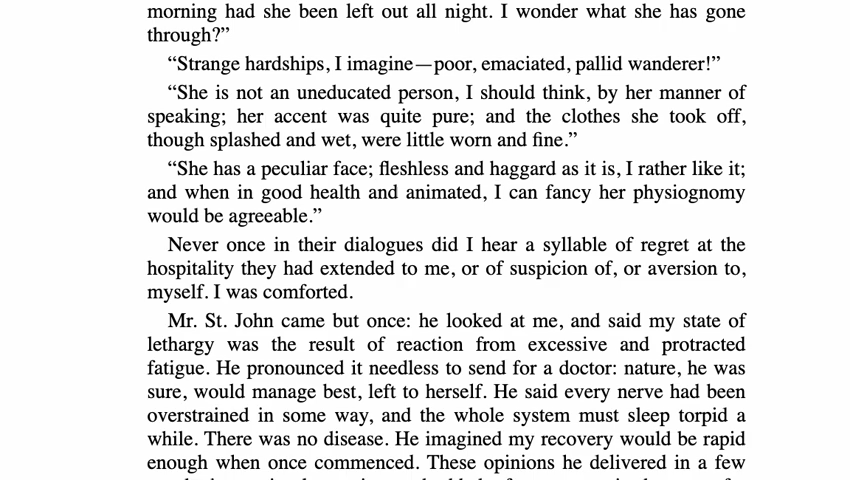 morning had she been left out all night. I wonder what she has gone
through?”
“Strange hardships, I imagine—poor, emaciated, pallid wanderer!”
“She is not an uneducated person, I should think, by her manner of
speaking; her accent was quite pure; and the clothes she took off,
though splashed and wet, were little worn and fine.”
“She has a peculiar face; fleshless and haggard as it is, I rather like it;
and when in good health and animated, I can fancy her physiognomy
would be agreeable.”
Never once in their dialogues did I hear a syllable of regret at the
hospitality they had extended to me, or of suspicion of, or aversion to,
myself. I was comforted.
Mr. St. John came but once: he looked at me, and said my state of
lethargy was the result of reaction from excessive and protracted
fatigue. He pronounced it needless to send for a doctor: nature, he was
sure, would manage best, left to herself. He said every nerve had been
overstrained in some way, and the whole system must sleep torpid a
while. There was no disease. He imagined my recovery would be rapid
enough when once commenced. These opinions he delivered in a few